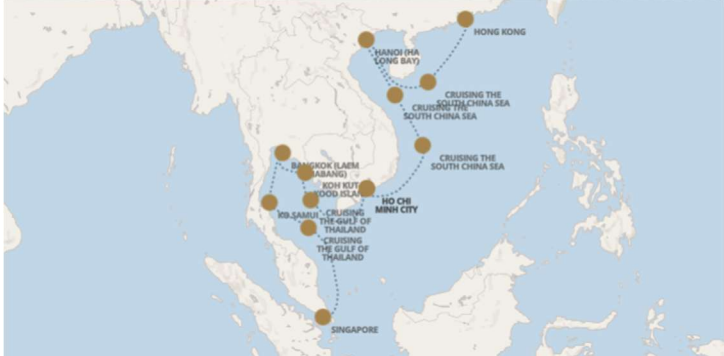 HONG KONG
HANOI (HA
LONG BAY)
CRUISING THE
SOUTH CHINA SEA
CRUISING THE
SOUTH CHINA SEA
CRUISING THE
SOUTH CHINA SEA
BANGKOK (LAEM
KOH KUT
HO CHI
MINH CITY
KO SAMUI
CRUISING
THE GULF OF
THAILAND
CRUISING
THE GULF OF
THAILAND
SINGAPORE